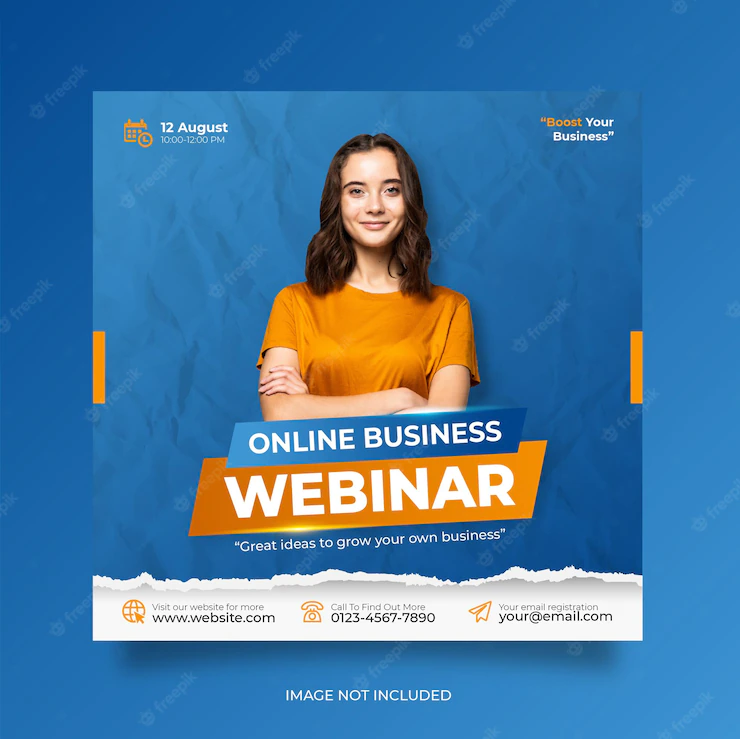 12 August
10:00-12:00 PM
“Boost Your
Business”
ONLINE BUSINESS
WEBINAR
“Great ideas to grow your own business”
Visit our website for more
www.website.com
Call To Find Out More
0123-4567-7890
Your email registration
your@email.com
IMAGE NOT INCLUDED
freepik